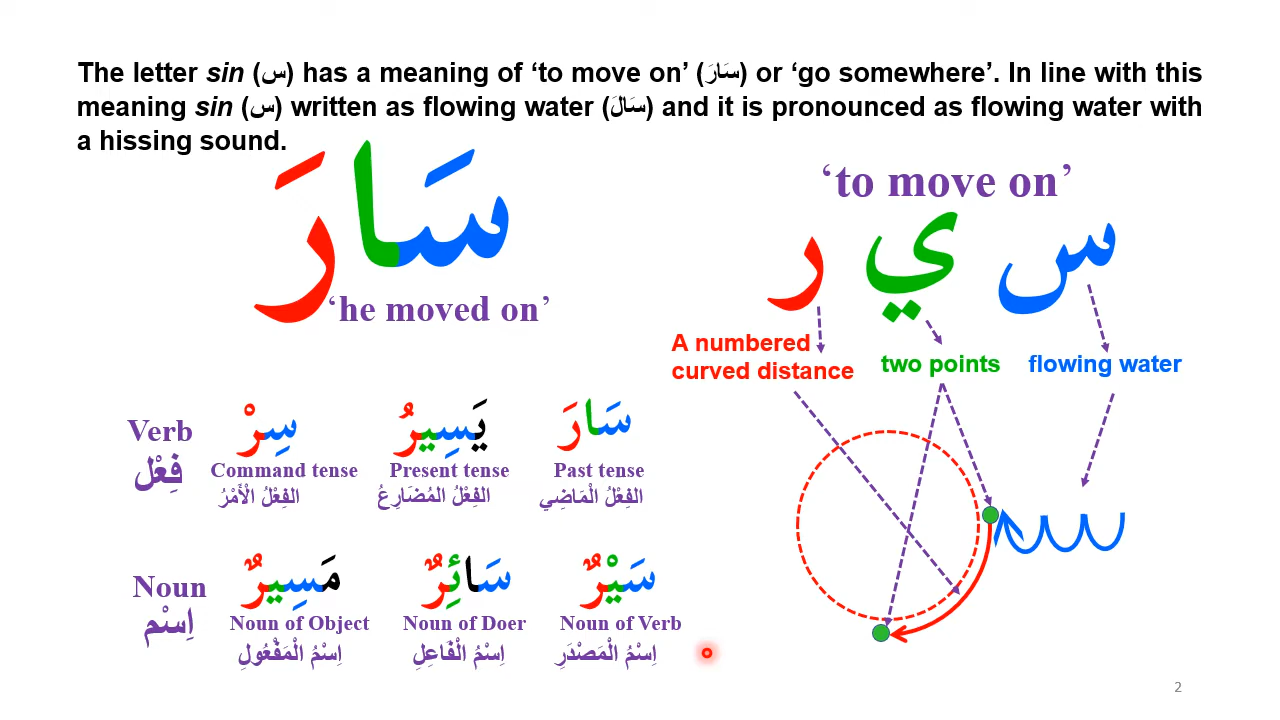 The letter sin (س) has a meaning of ‘to move on’ (سَارَ) or ‘go somewhere’. In line with this
meaning sin (س) written as flowing water (سَالَ) and it is pronounced as flowing water with
a hissing sound.
سَارَ
‘he moved on’
‘to move on’
س ي ر
A numbered
curved distance
two points
flowing water
Verb
فِعْل
سِرْ
Command tense
الفِعْلُ الْأَمْرُ
يَسِيرُ
Present tense
الفِعْلُ المُضَارِعُ
سَارَ
Past tense
الفِعْلُ الْمَاضِي
Noun
اِسْم
مَسِيرٌ
Noun of Object
اِسْمُ الْمَفْعُولِ
سَائِرٌ
Noun of Doer
اِسْمُ الْفَاعِلِ
سَيْرٌ
Noun of Verb
اِسْمُ الْمَصْدَرِ
2